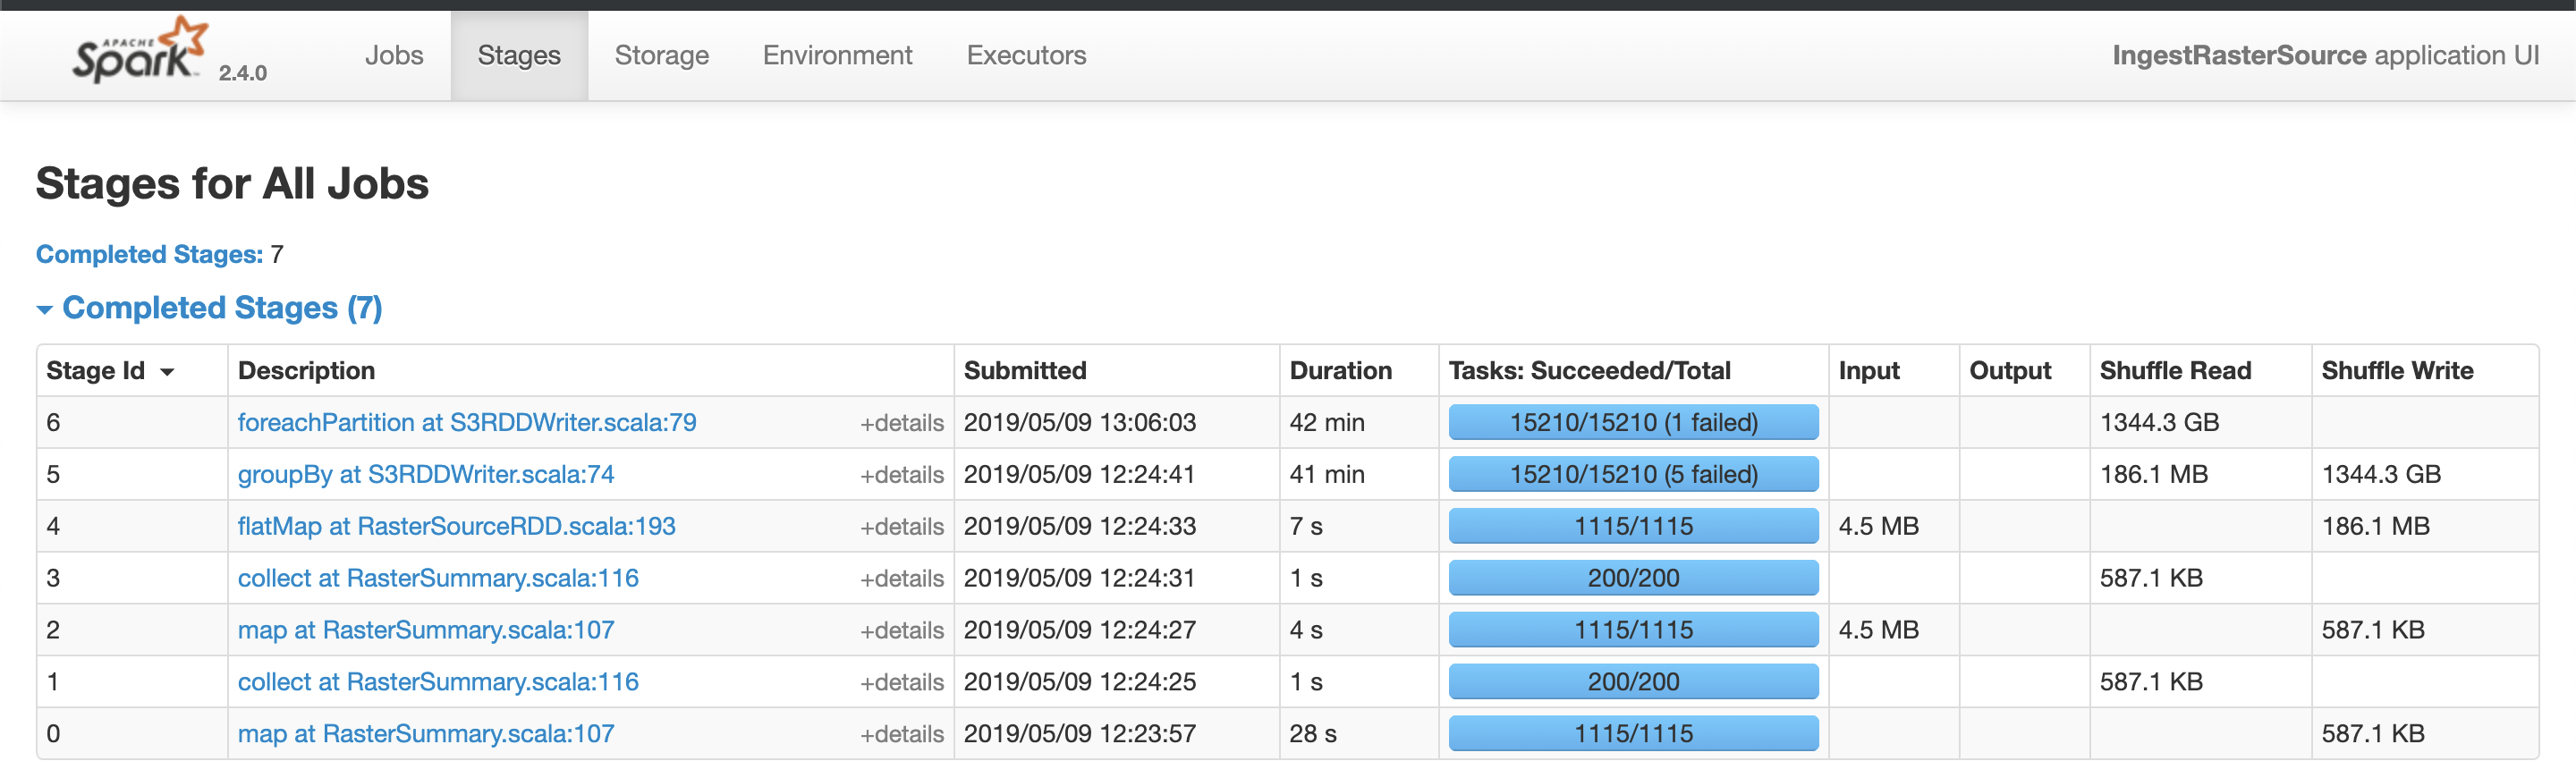 APACHE Spark 2.4.0 Jobs Stages Storage Environment Executors IngestRasterSource application UI
Stages for All Jobs
Completed Stages: 7
Completed Stages (7)
Stage Id Description Submitted Duration Tasks: Succeeded/Total Input Output Shuffle Read Shuffle Write
6 foreachPartition at S3RDDWriter.scala:79 +details 2019/05/09 13:06:03 42 min 15210/15210 (1 failed) 1344.3 GB
5 groupBy at S3RDDWriter.scala:74 +details 2019/05/09 12:24:41 41 min 15210/15210 (5 failed) 186.1 MB 1344.3 GB
4 flatMap at RasterSourceRDD.scala:193 +details 2019/05/09 12:24:33 7 s 1115/1115 4.5 MB 186.1 MB
3 collect at RasterSummary.scala:116 +details 2019/05/09 12:24:31 1 s 200/200 587.1 KB
2 map at RasterSummary.scala:107 +details 2019/05/09 12:24:27 4 s 1115/1115 4.5 MB 587.1 KB
1 collect at RasterSummary.scala:116 +details 2019/05/09 12:24:25 1 s 200/200 587.1 KB
0 map at RasterSummary.scala:107 +details 2019/05/09 12:23:57 28 s 1115/1115 587.1 KB